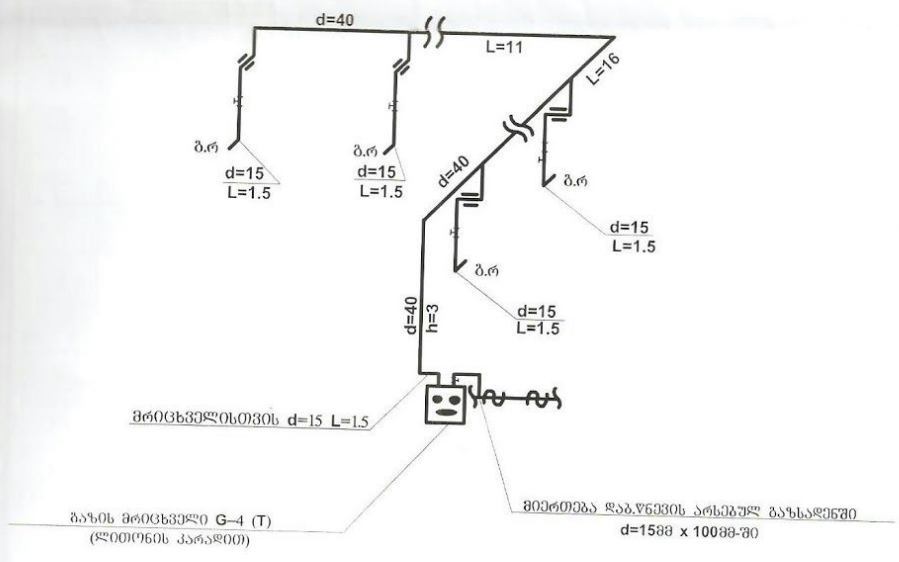 d=40
L=11
L=16
გ.რ
d=15
L=1.5
გ.რ
d=15
L=1.5
d=40
გ.რ
d=15
L=1.5
გ.რ
d=15
L=1.5
d=40
h=3
მრიცხველისთვის d=15 L=1.5
გაზის მრიცხველი G-4 (T)
(ლითონის კარადით)
მიერთება დაბ.წნევის არსებულ გაზსადენში
d=15მმ x 100მმ-ში